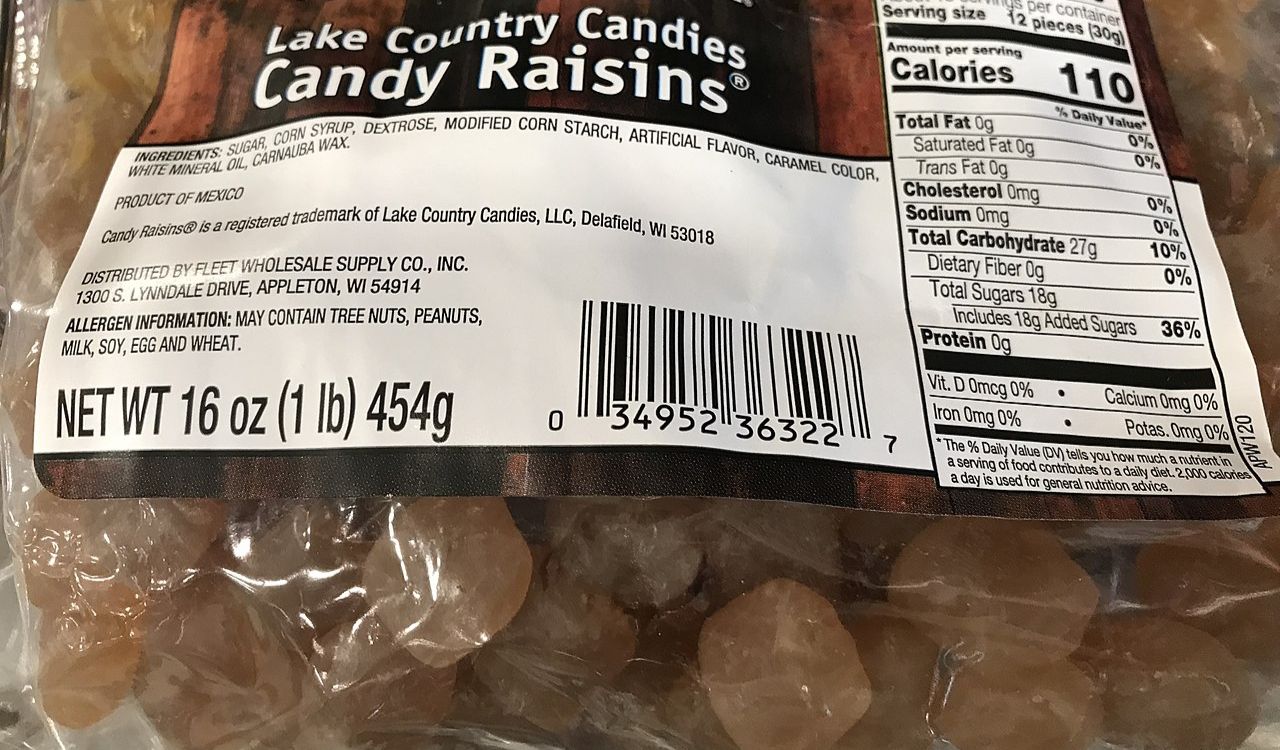 Lake Country Candies
Candy Raisins®
INGREDIENTS: SUGAR, CORN SYRUP, DEXTROSE, MODIFIED CORN STARCH, ARTIFICIAL FLAVOR, CARAMEL COLOR,
WHITE MINERAL OIL, CARNAUBA WAX.
PRODUCT OF MEXICO
Candy Raisins® is a registered trademark of Lake Country Candies, LLC, Delafield, WI 53018
DISTRIBUTED BY FLEET WHOLESALE SUPPLY CO., INC.
1300 S. LYNNDALE DRIVE, APPLETON, WI 54914
ALLERGEN INFORMATION: MAY CONTAIN TREE NUTS, PEANUTS,
MILK, SOY, EGG AND WHEAT.
NET WT 16 oz (1 lb) 454g
0 34952 36322 7
servings per container
Serving size 12 pieces (30g)
Amount per serving
Calories 110
% Daily Value*
Total Fat 0g 0%
Saturated Fat 0g 0%
Trans Fat 0g
Cholesterol 0mg 0%
Sodium 0mg 0%
Total Carbohydrate 27g 10%
Dietary Fiber 0g 0%
Total Sugars 18g
Includes 18g Added Sugars 36%
Protein 0g
Vit. D 0mcg 0% • Calcium 0mg 0%
Iron 0mg 0% • Potas. 0mg 0%
* The % Daily Value (DV) tells you how much a nutrient in
a serving of food contributes to a daily diet. 2,000 calories
a day is used for general nutrition advice.
APW120